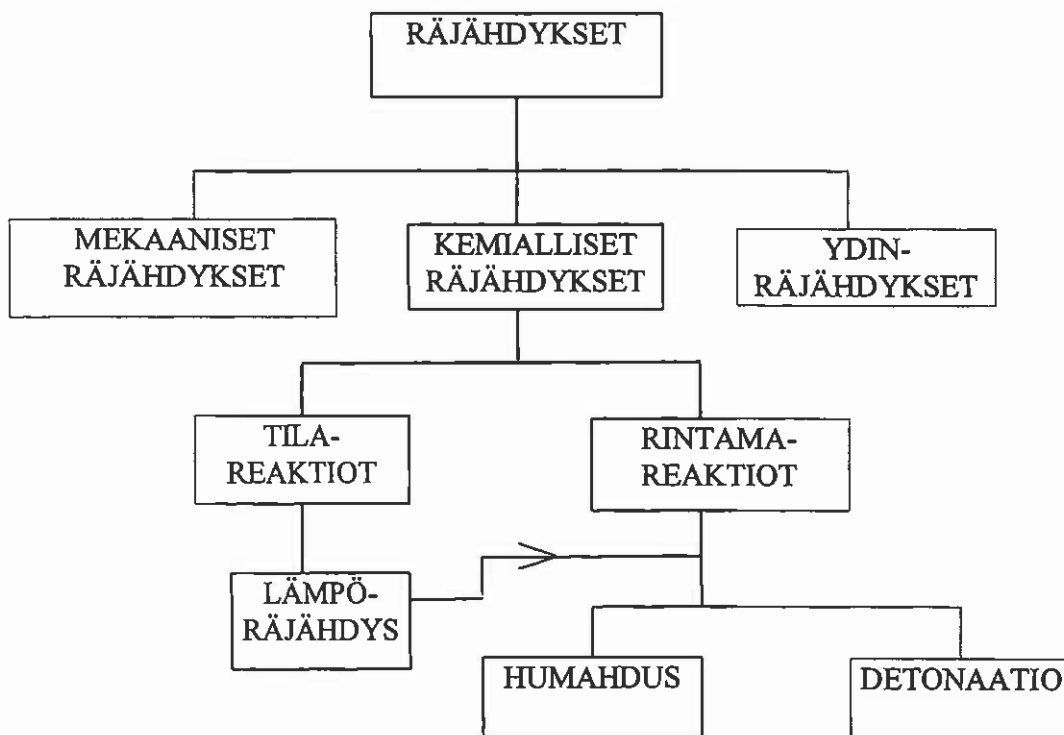 RÄJÄHDYKSET
MEKAANISET
RÄJÄHDYKSET
KEMIALLISET
RÄJÄHDYKSET
YDIN-
RÄJÄHDYKSET
TILA-
REAKTIOT
RINTAMA-
REAKTIOT
LÄMPÖ-
RÄJÄHDYS
HUMAHDUS
DETONAATIO